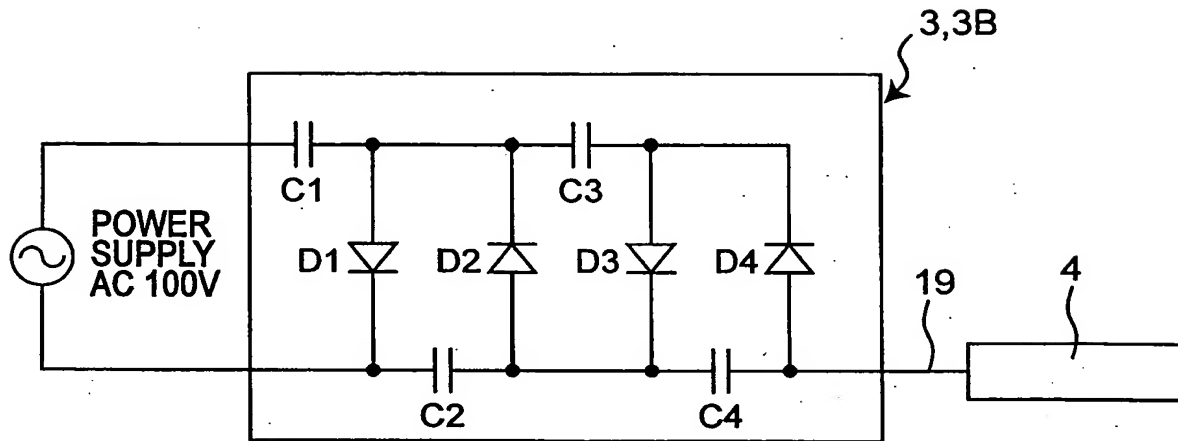 3,3B
C1
C3
POWER
SUPPLY
AC 100V
D1
D2
D3
D4
19
4
C2
C4